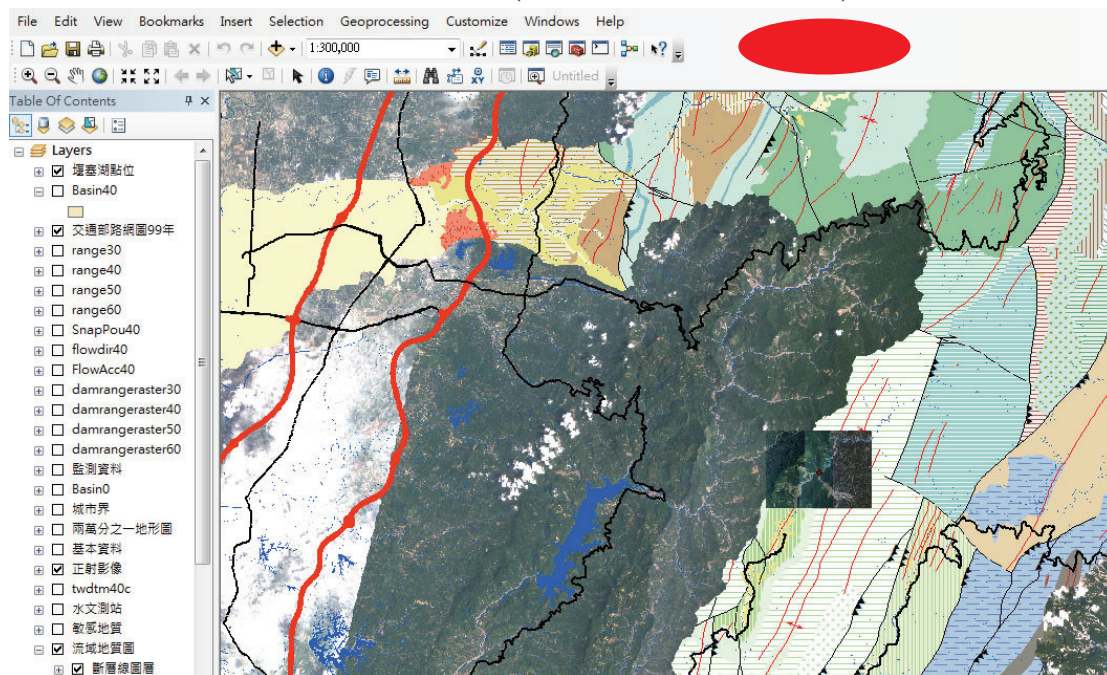 File Edit View Bookmarks Insert Selection Geoprocessing Customize Windows Help
1:300,000
Untitled
Table Of Contents
Layers
堰塞湖點位
Basin40
交通部路網圖99年
range30
range40
range50
range60
SnapPou40
flowdir40
FlowAcc40
damrangeraster30
damrangeraster40
damrangeraster50
damrangeraster60
監測資料
Basin0
城市界
兩萬分之一地形圖
基本資料
正射影像
twdtm40c
水文測站
敏感地質
流域地質圖
斷層線圖層